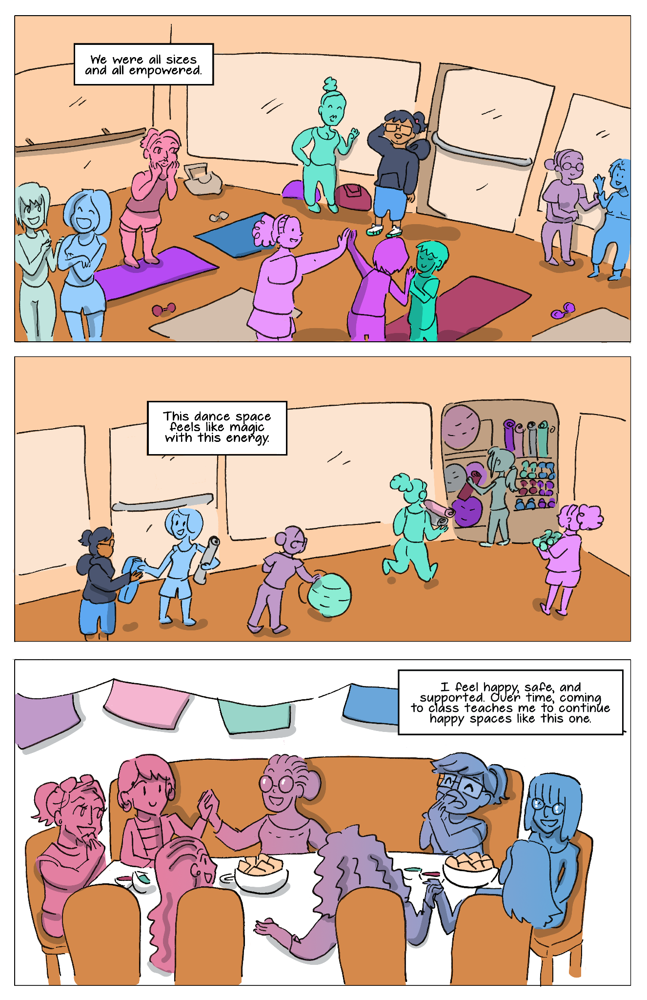 We were all sizes
and all empowered.
This dance space
feels like magic
with this energy.
I feel happy, safe, and
supported. Over time, coming
to class teaches me to continue
happy spaces like this one.